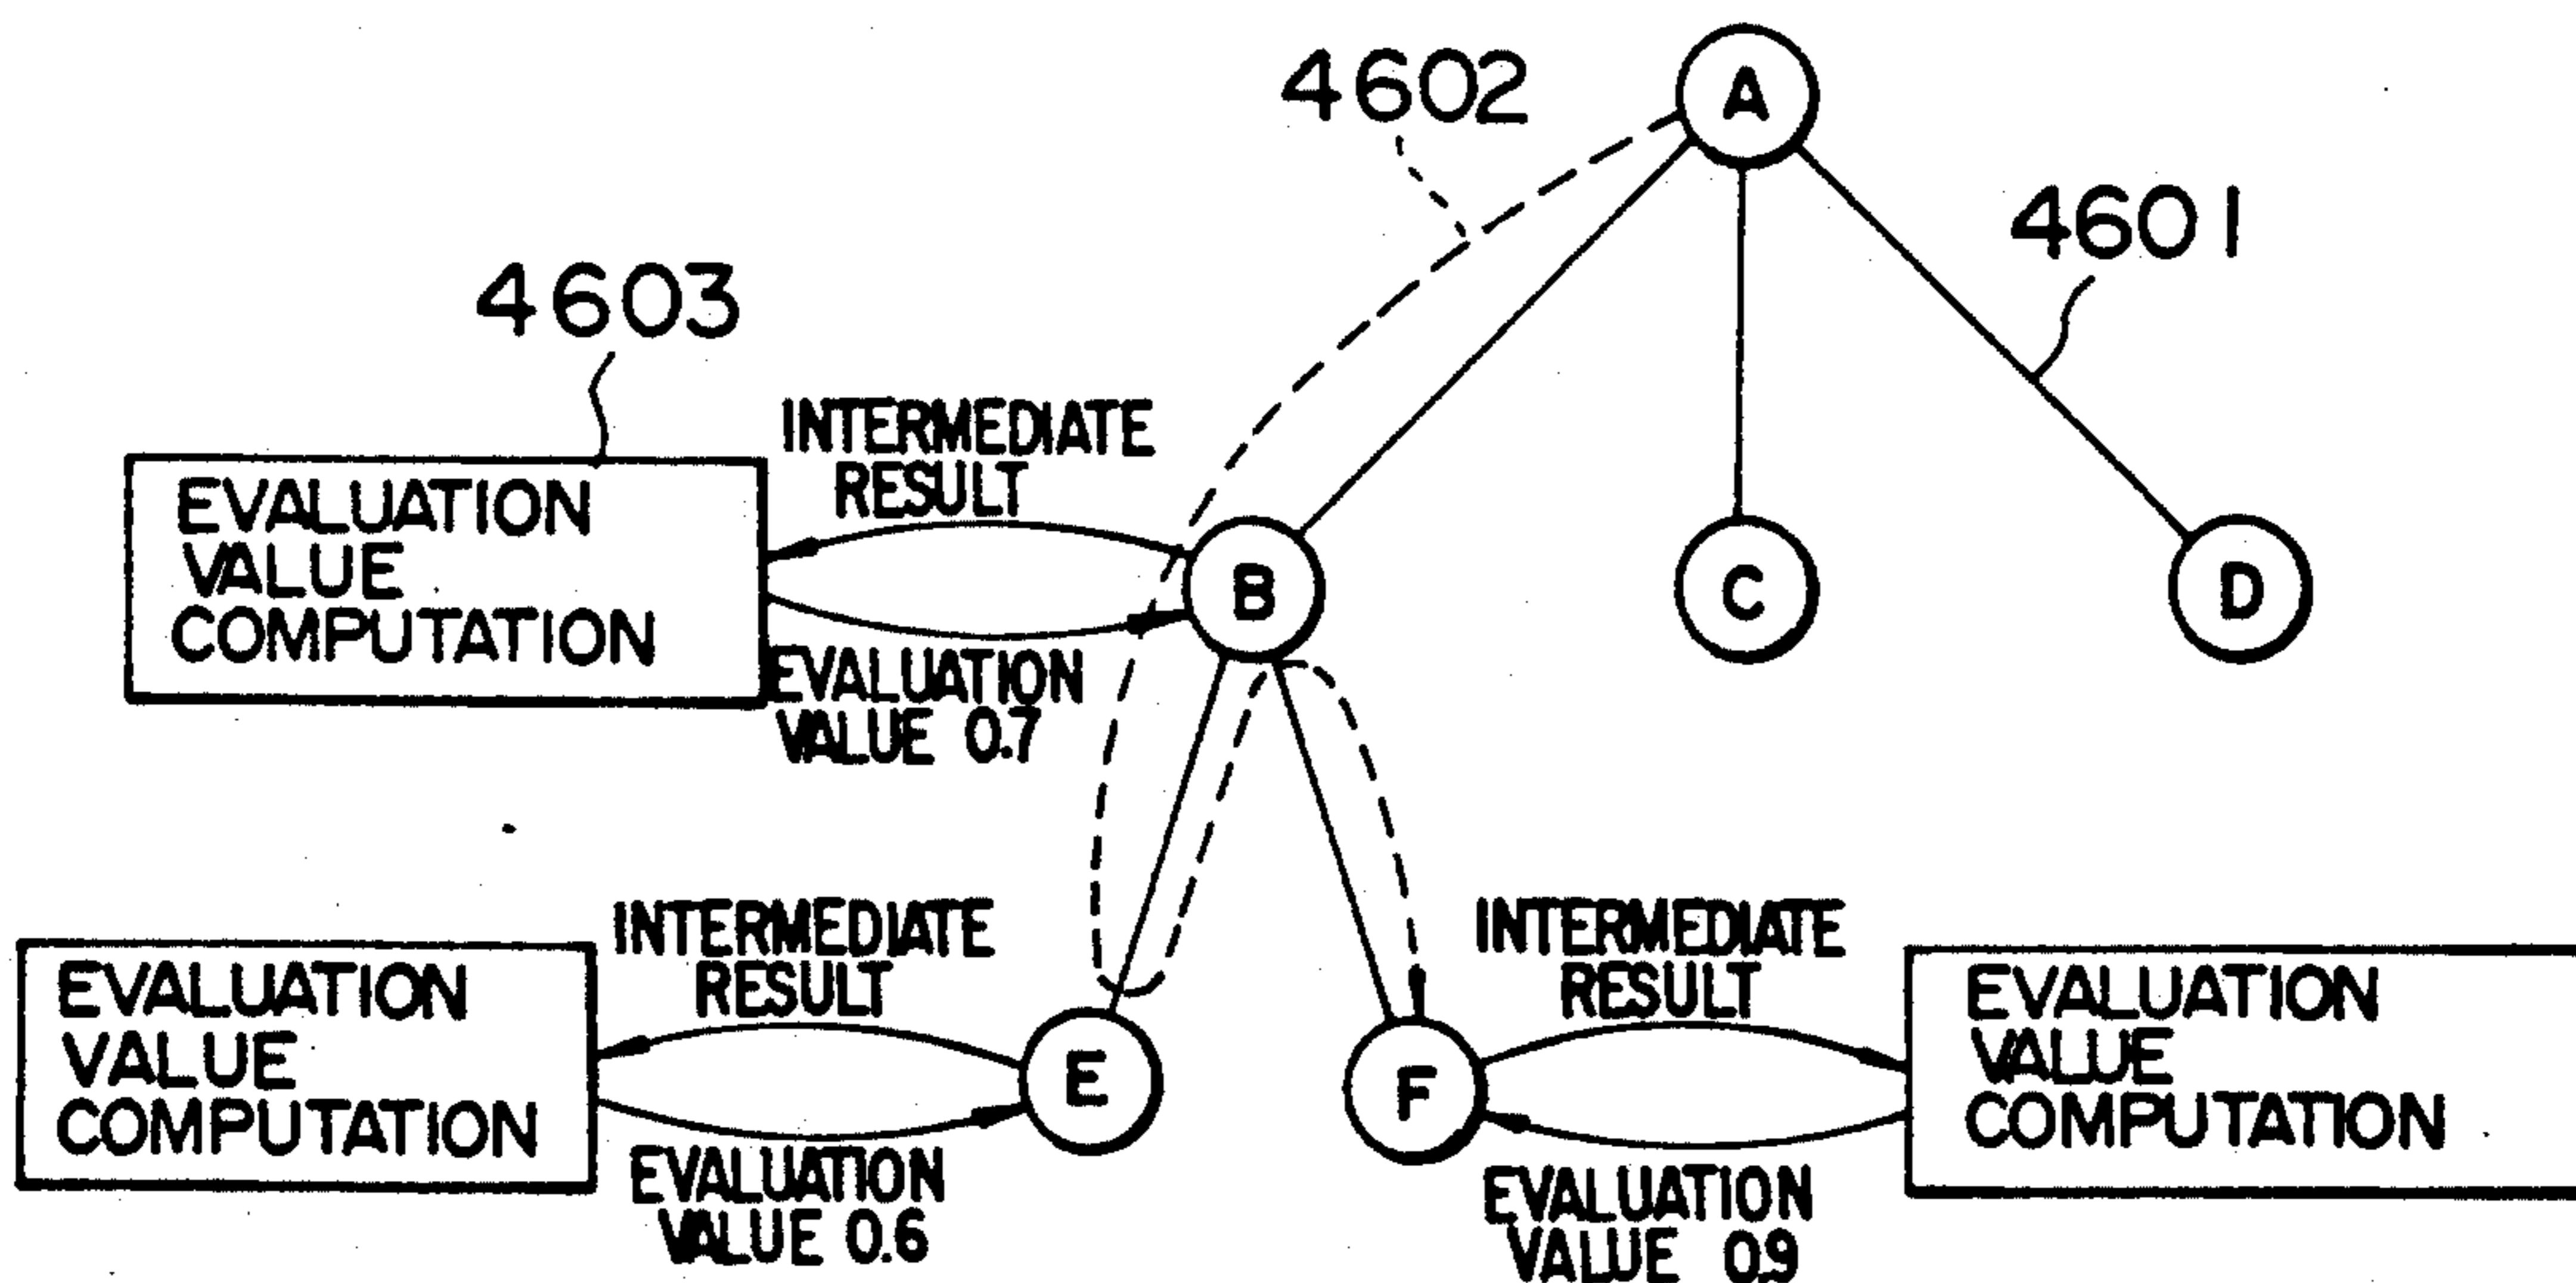 A
4602
4601
4603
INTERMEDIATE
RESULT
EVALUATION
VALUE
COMPUTATION
B
C
D
EVALUATION
VALUE 0.7
INTERMEDIATE
RESULT
EVALUATION
VALUE
COMPUTATION
E
EVALUATION
VALUE 0.6
F
INTERMEDIATE
RESULT
EVALUATION
VALUE
COMPUTATION
EVALUATION
VALUE 0.9